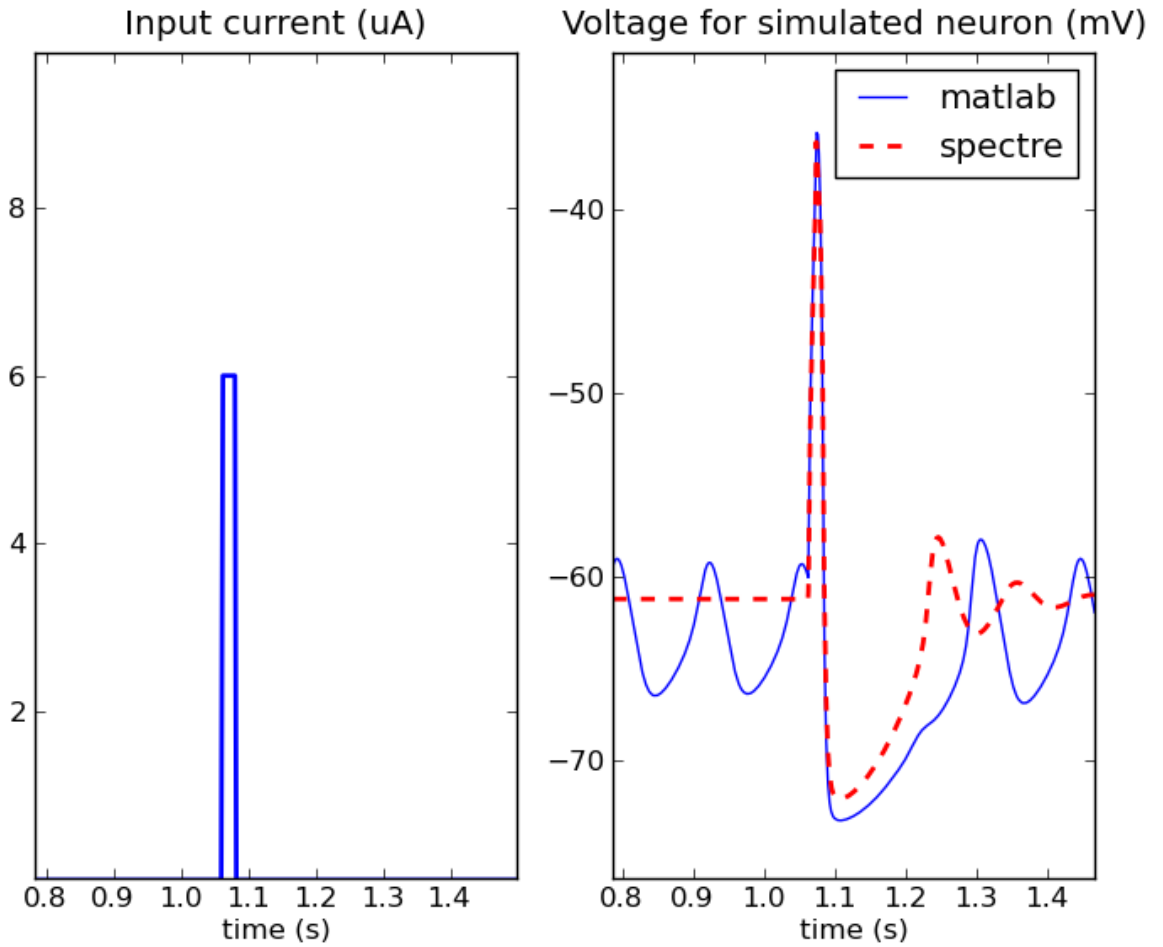 Input current (uA)
8
6
4
2
0.8 0.9 1.0 1.1 1.2 1.3 1.4
time (s)
Voltage for simulated neuron (mV)
matlab
spectre
−40
−50
−60
−70
0.8 0.9 1.0 1.1 1.2 1.3 1.4
time (s)